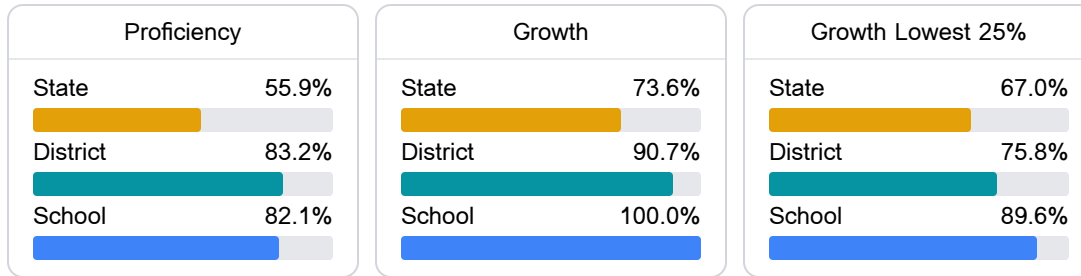 Proficiency
State 55.9%
District 83.2%
School 82.1%
Growth
State 73.6%
District 90.7%
School 100.0%
Growth Lowest 25%
State 67.0%
District 75.8%
School 89.6%